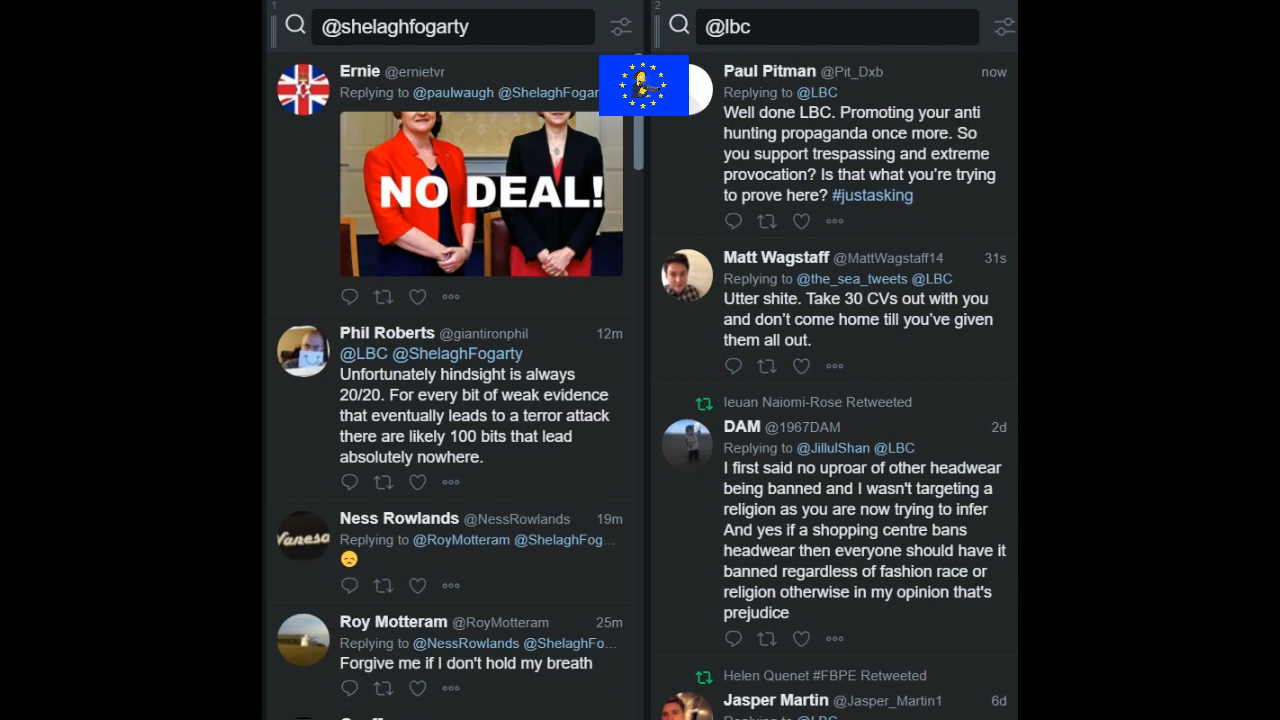 1
@shelaghfogarty
Ernie @ernietvr
Replying to @paulwaugh @ShelaghFogar
NO DEAL!
Phil Roberts @giantironphil 12m
@LBC @ShelaghFogarty
Unfortunately hindsight is always
20/20. For every bit of weak evidence
that eventually leads to a terror attack
there are likely 100 bits that lead
absolutely nowhere.
Vanesa
Ness Rowlands @NessRowlands 19m
Replying to @RoyMotteram @ShelaghFog...
Roy Motteram @RoyMotteram 25m
Replying to @NessRowlands @ShelaghFo...
Forgive me if I don't hold my breath
2
@lbc
Paul Pitman @Pit_Dxb now
Replying to @LBC
Well done LBC. Promoting your anti
hunting propaganda once more. So
you support trespassing and extreme
provocation? Is that what you're trying
to prove here? #justasking
Matt Wagstaff @MattWagstaff14 31s
Replying to @the_sea_tweets @LBC
Utter shite. Take 30 CVs out with you
and don't come home till you've given
them all out.
Ieuan Naiomi-Rose Retweeted
DAM @1967DAM 2d
Replying to @JillulShan @LBC
I first said no uproar of other headwear
being banned and I wasn't targeting a
religion as you are now trying to infer
And yes if a shopping centre bans
headwear then everyone should have it
banned regardless of fashion race or
religion otherwise in my opinion that's
prejudice
Helen Quenet #FBPE Retweeted
Jasper Martin @Jasper_Martin1 6d
Replying to @LBC